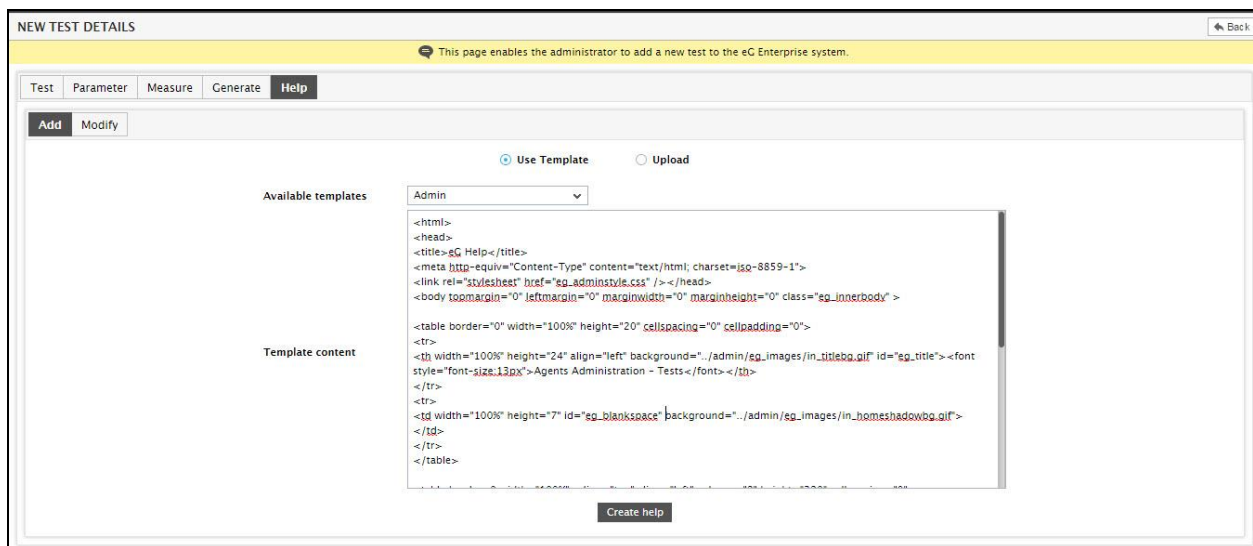 NEW TEST DETAILS
Back
This page enables the administrator to add a new test to the eG Enterprise system.
Test Parameter Measure Generate Help
Add Modify
Use Template Upload
Available templates Admin
<html>
<head>
<title>eG Help</title>
<meta http-equiv="Content-Type" content="text/html; charset=iso-8859-1">
<link rel="stylesheet" href="eg_adminstyle.css" /></head>
<body topmargin="0" leftmargin="0" marginwidth="0" marginheight="0" class="eg_innerbody" >
<table border="0" width="100%" height="20" cellspacing="0" cellpadding="0">
<tr>
Template content
<th width="100%" height="24" align="left" background="../admin/eg_images/in_titlebg.gif" id="eg_title"><font
style="font-size:13px">Agents Administration - Tests</font></th>
</tr>
<tr>
<td width="100%" height="7" id="eg_blankspace" background="../admin/eg_images/in_homeshadowbg.gif">
</td>
</tr>
</table>
Create help